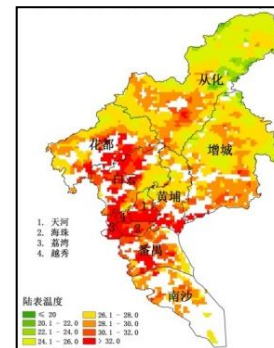 从化
花都
增城
白云
黄埔
1. 天河
2. 海珠
3. 荔湾
4. 越秀
番禺
南沙
陆表温度
≤ 20
20.1 - 22.0
22.1 - 24.0
24.1 - 26.0
26.1 - 28.0
28.1 - 30.0
30.1 - 32.0
> 32.0